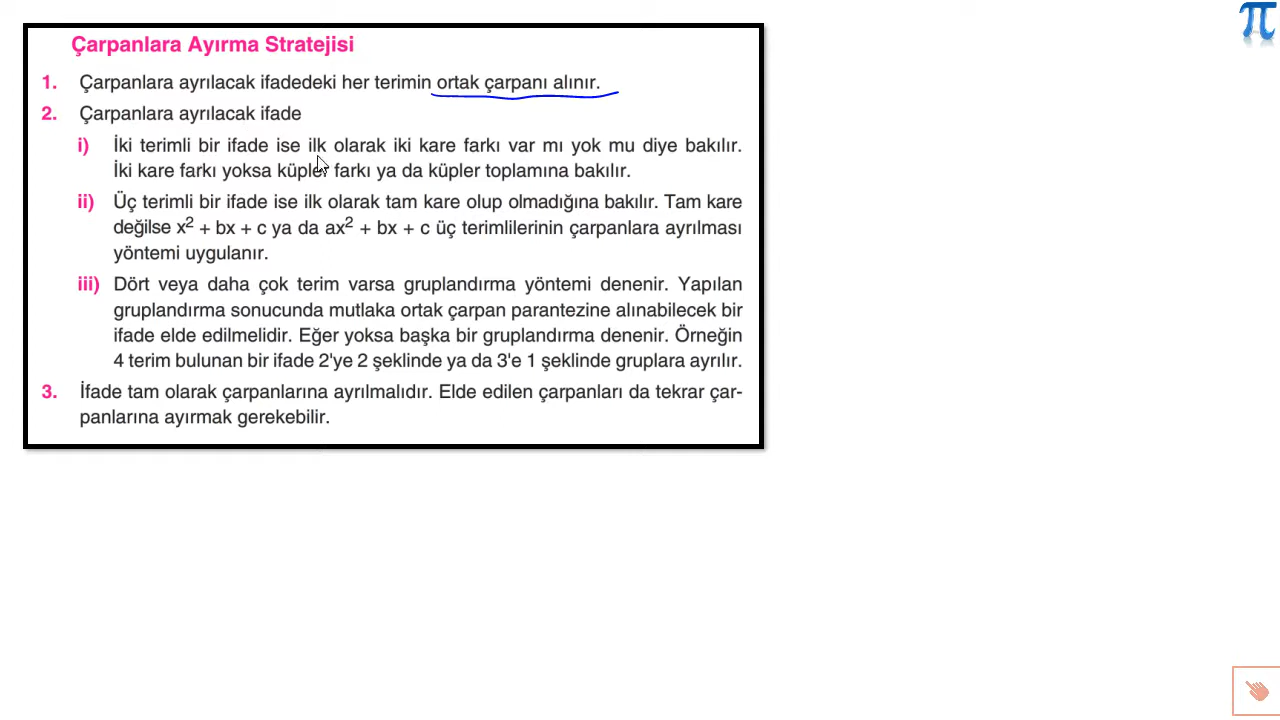 π
Çarpanlara Ayırma Stratejisi
1. Çarpanlara ayrılacak ifadedeki her terimin ortak çarpanı alınır.
2. Çarpanlara ayrılacak ifade
i) İki terimli bir ifade ise ilk olarak iki kare farkı var mı yok mu diye bakılır.
İki kare farkı yoksa küpler farkı ya da küpler toplamına bakılır.
ii) Üç terimli bir ifade ise ilk olarak tam kare olup olmadığına bakılır. Tam kare
değilse x² + bx + c ya da ax² + bx + c üç terimlilerinin çarpanlara ayrılması
yöntemi uygulanır.
iii) Dört veya daha çok terim varsa gruplandırma yöntemi denenir. Yapılan
gruplandırma sonucunda mutlaka ortak çarpan parantezine alınabilecek bir
ifade elde edilmelidir. Eğer yoksa başka bir gruplandırma denenir. Örneğin
4 terim bulunan bir ifade 2'ye 2 şeklinde ya da 3'e 1 şeklinde gruplara ayrılır.
3. İfade tam olarak çarpanlarına ayrılmalıdır. Elde edilen çarpanları da tekrar çar-
panlarına ayırmak gerekebilir.